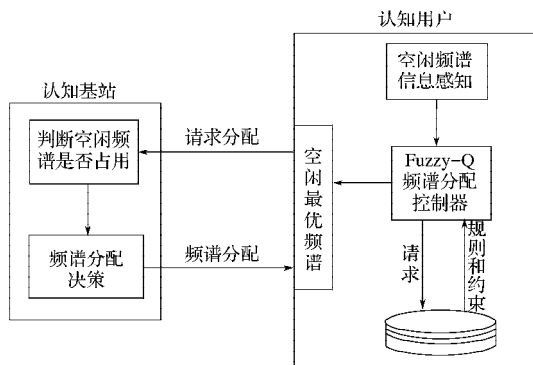 认知用户
空闲频谱
信息感知
认知基站
判断空闲频
谱是否占用
请求分配
空闲最优频谱
Fuzzy-Q
频谱分配
控制器
频谱分配
决策
频谱分配
请求
规则和约束